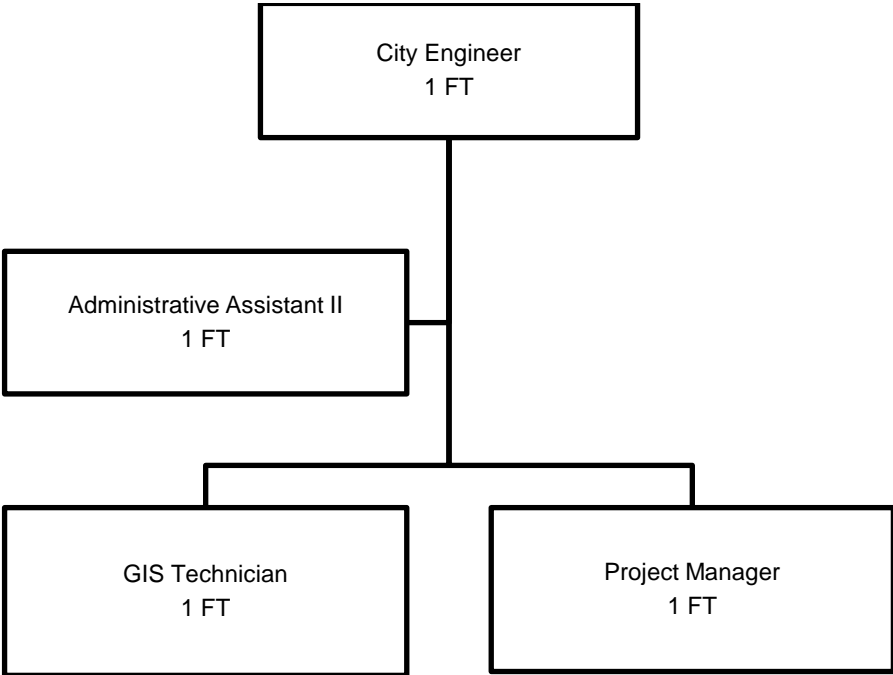 City Engineer
1 FT
Administrative Assistant II
1 FT
GIS Technician
1 FT
Project Manager
1 FT